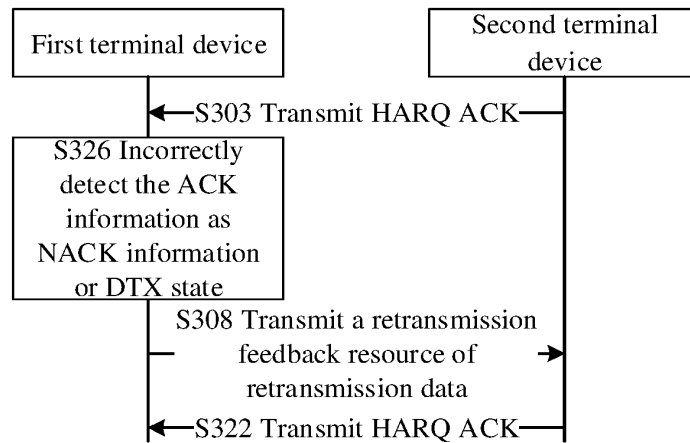 First terminal device
Second terminal
device
S303 Transmit HARQ ACK
S326 Incorrectly
detect the ACK
information as
NACK information
or DTX state
S308 Transmit a retransmission
feedback resource of
retransmission data
S322 Transmit HARQ ACK